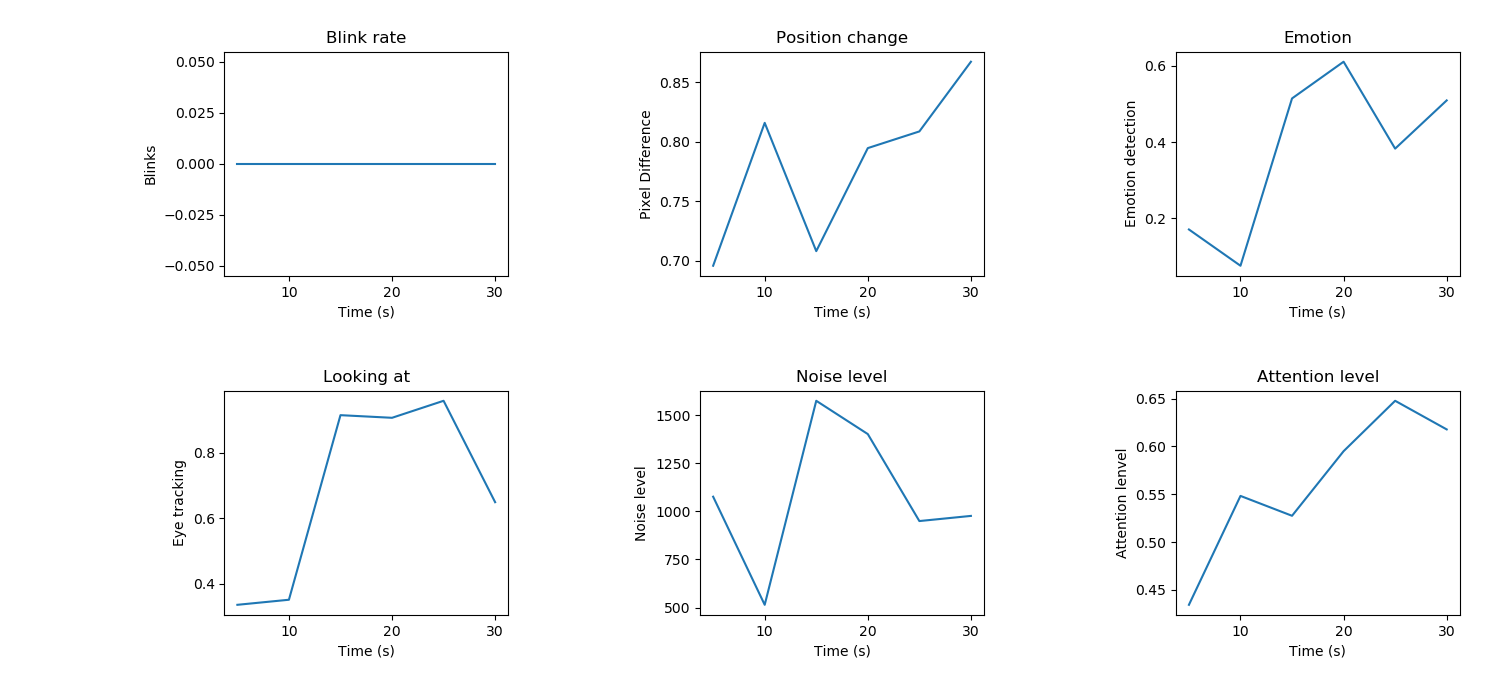 Blink rate
0.050
0.025
0.000
−0.025
−0.050
Blinks
10 20 30
Time (s)
Position change
0.85
0.80
0.75
0.70
Pixel Difference
10 20 30
Time (s)
Emotion
0.6
0.4
0.2
Emotion detection
10 20 30
Time (s)
Looking at
0.8
0.6
0.4
Eye tracking
10 20 30
Time (s)
Noise level
1500
1250
1000
750
500
Noise level
10 20 30
Time (s)
Attention level
0.65
0.60
0.55
0.50
0.45
Attention lenvel
10 20 30
Time (s)